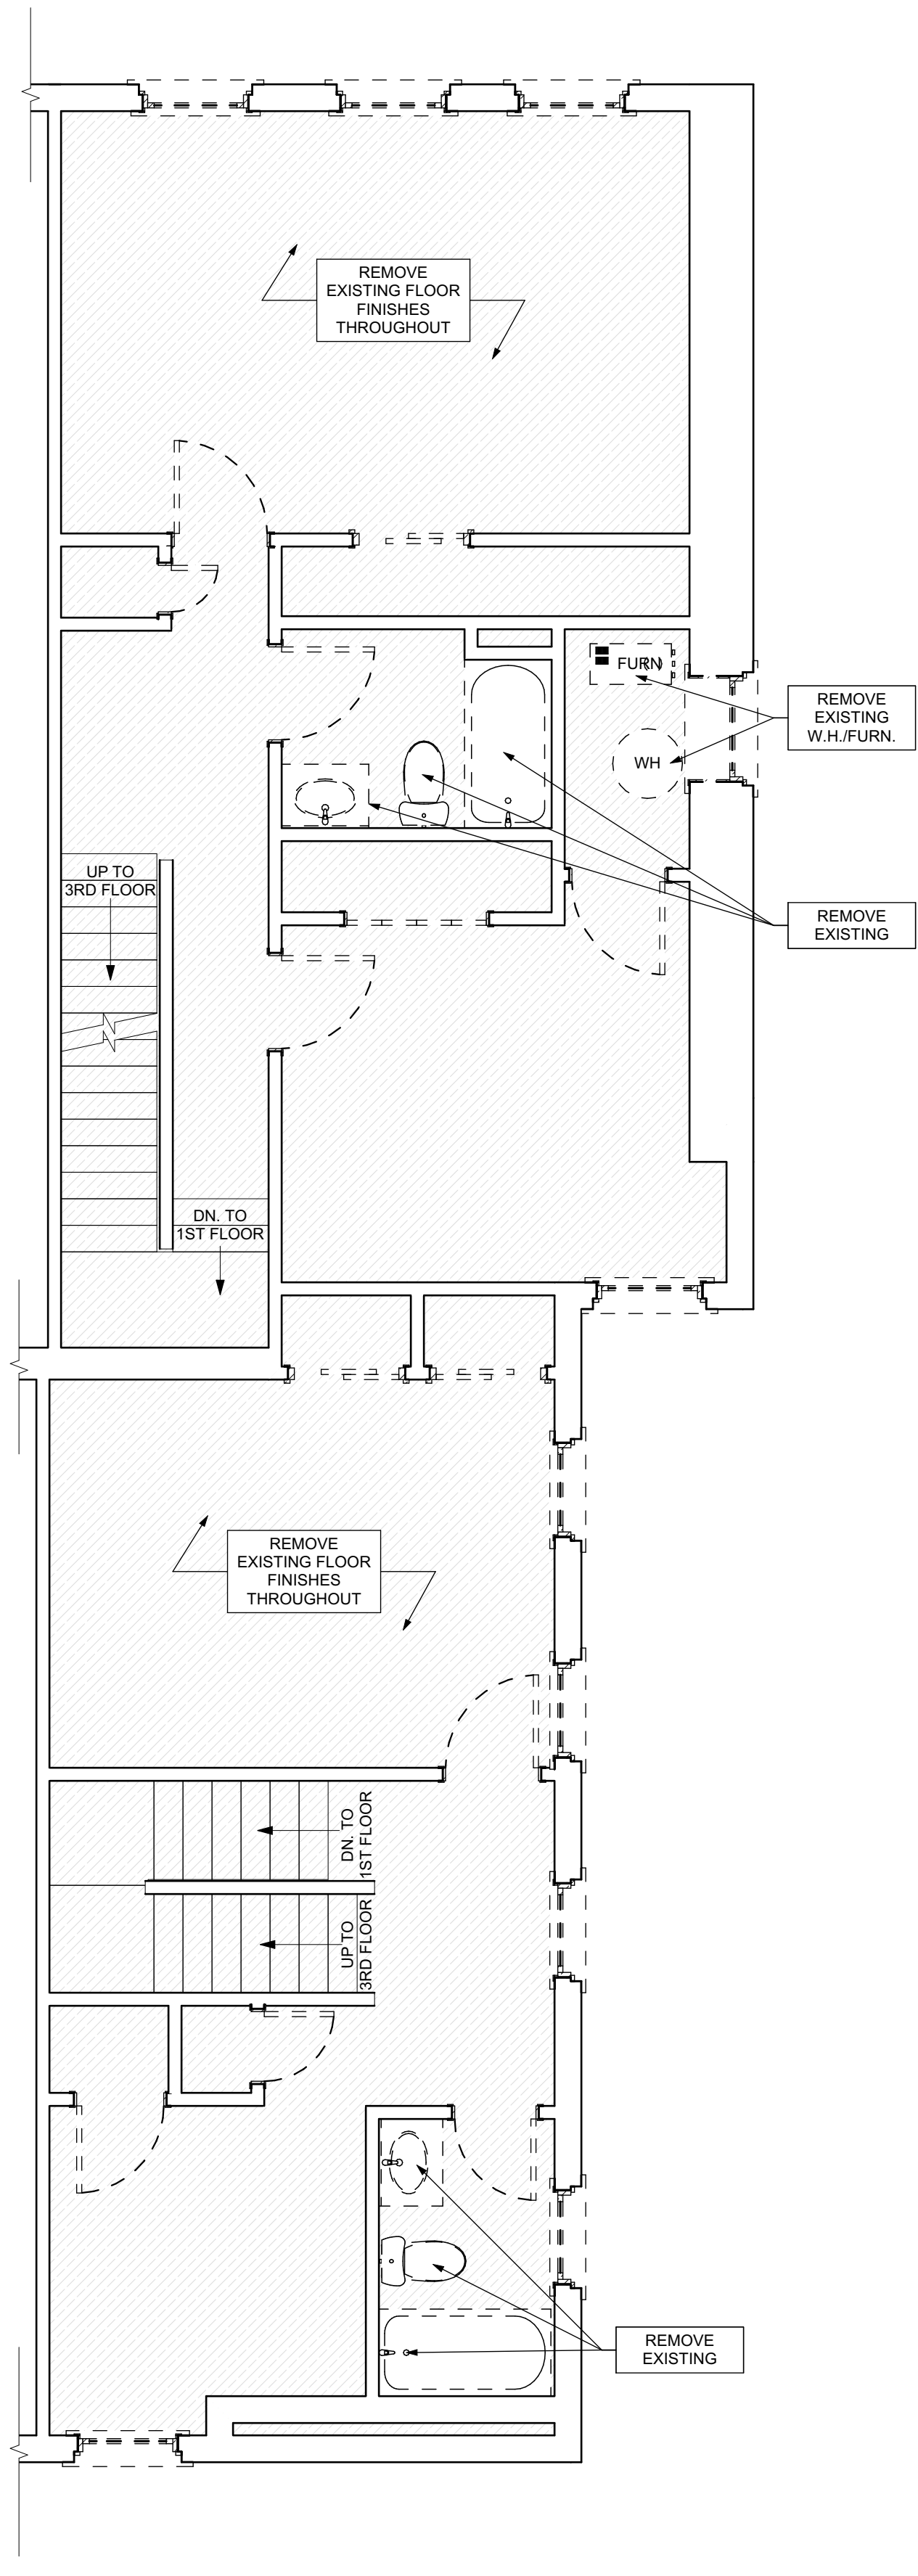 REMOVE
EXISTING FLOOR
FINISHES
THROUGHOUT
FURN
REMOVE
EXISTING
W.H./FURN.
WH
UP TO
3RD FLOOR
REMOVE
EXISTING
DN. TO
1ST FLOOR
REMOVE
EXISTING FLOOR
FINISHES
THROUGHOUT
DN. TO
1ST FLOOR
UP TO
3RD FLOOR
REMOVE
EXISTING